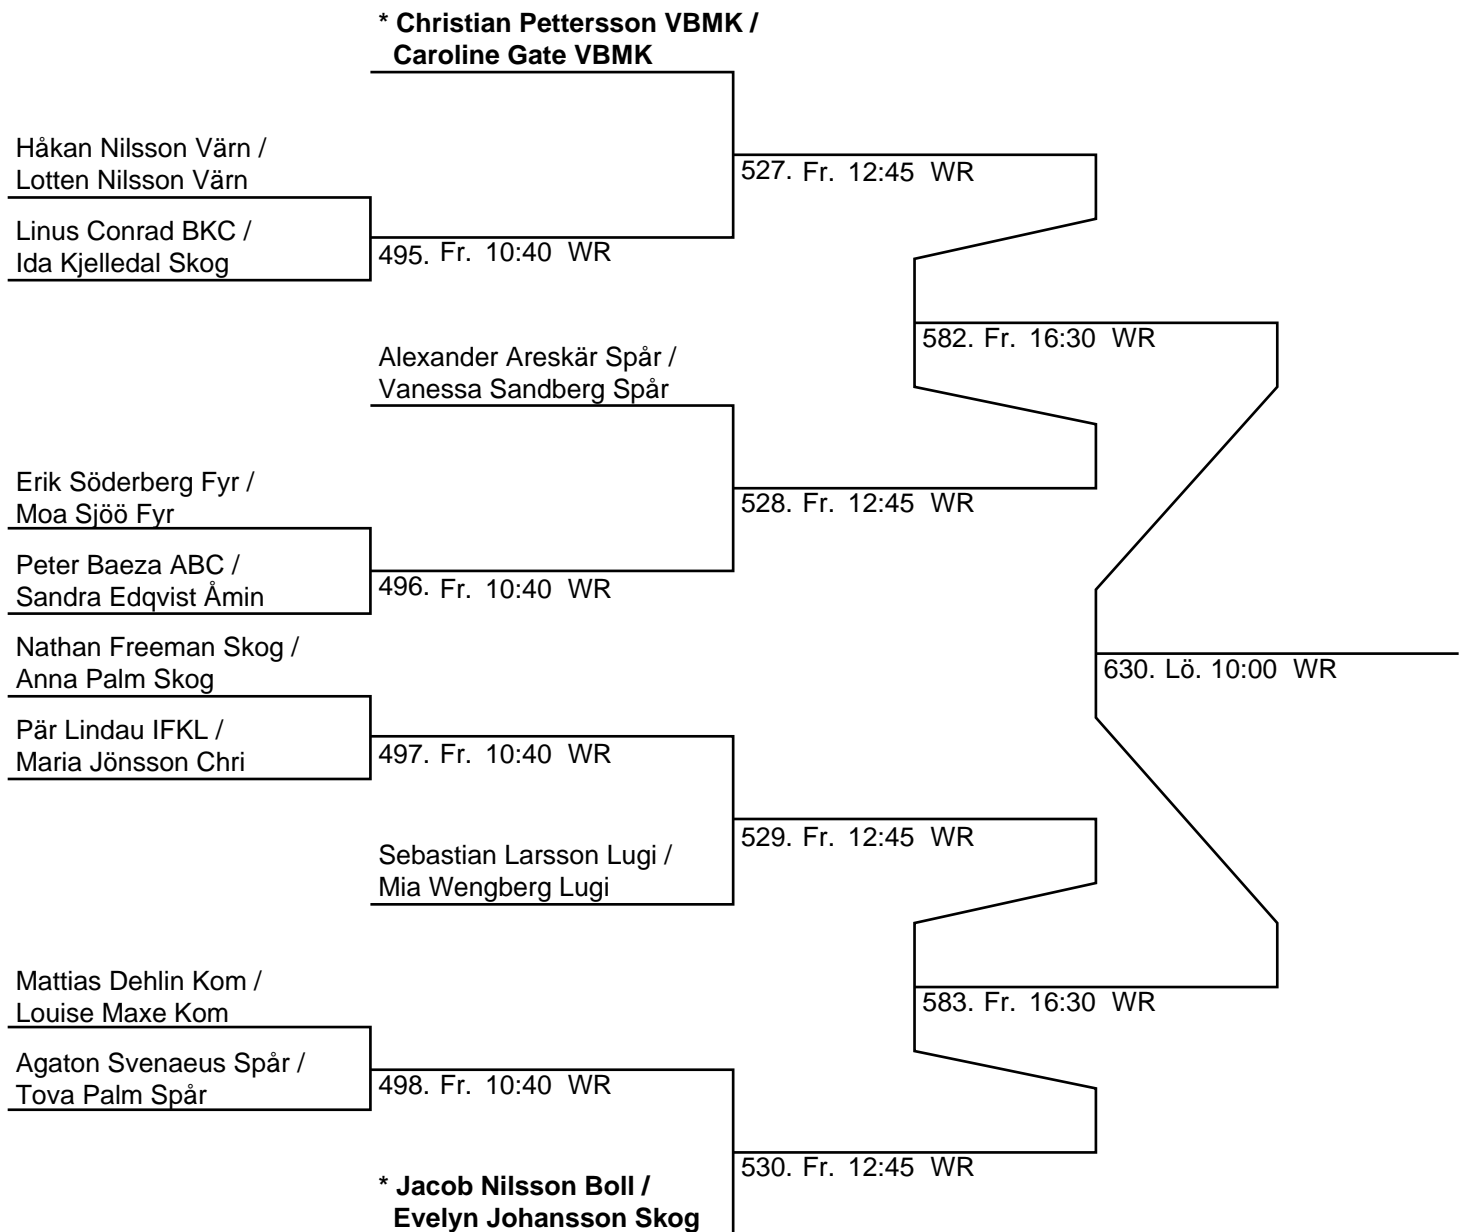 * Christian Pettersson VBMK /
Caroline Gate VBMK
Håkan Nilsson Värn /
Lotten Nilsson Värn
527. Fr. 12:45 WR
Linus Conrad BKC /
Ida Kjelledal Skog
495. Fr. 10:40 WR
582. Fr. 16:30 WR
Alexander Areskär Spår /
Vanessa Sandberg Spår
Erik Söderberg Fyr /
Moa Sjöö Fyr
528. Fr. 12:45 WR
Peter Baeza ABC /
Sandra Edqvist Åmin
496. Fr. 10:40 WR
Nathan Freeman Skog /
Anna Palm Skog
630. Lö. 10:00 WR
Pär Lindau IFKL /
Maria Jönsson Chri
497. Fr. 10:40 WR
529. Fr. 12:45 WR
Sebastian Larsson Lugi /
Mia Wengberg Lugi
Mattias Dehlin Kom /
Louise Maxe Kom
583. Fr. 16:30 WR
Agaton Svenaeus Spår /
Tova Palm Spår
498. Fr. 10:40 WR
530. Fr. 12:45 WR
* Jacob Nilsson Boll /
Evelyn Johansson Skog